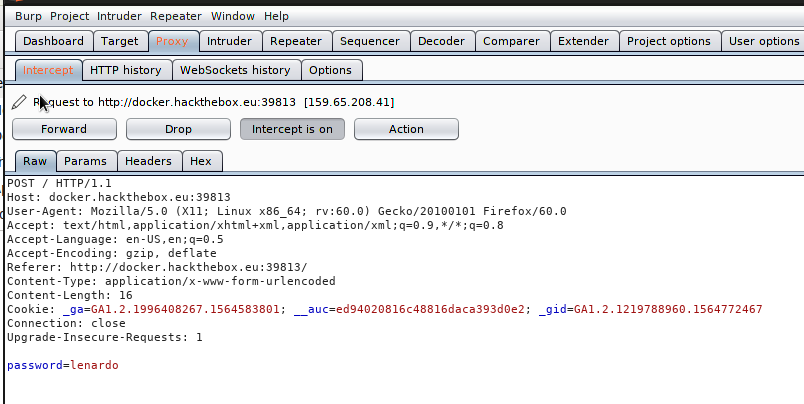 Burp Project Intruder Repeater Window Help
Dashboard Target Proxy Intruder Repeater Sequencer Decoder Comparer Extender Project options User options
Intercept HTTP history WebSockets history Options
Request to http://docker.hackthebox.eu:39813 [159.65.208.41]
Forward Drop Intercept is on Action
Raw Params Headers Hex
POST / HTTP/1.1
Host: docker.hackthebox.eu:39813
User-Agent: Mozilla/5.0 (X11; Linux x86_64; rv:60.0) Gecko/20100101 Firefox/60.0
Accept: text/html,application/xhtml+xml,application/xml;q=0.9,*/*;q=0.8
Accept-Language: en-US,en;q=0.5
Accept-Encoding: gzip, deflate
Referer: http://docker.hackthebox.eu:39813/
Content-Type: application/x-www-form-urlencoded
Content-Length: 16
Cookie: _ga=GA1.2.1996408267.1564583801; __auc=ed94020816c48816daca393d0e2; _gid=GA1.2.1219788960.1564772467
Connection: close
Upgrade-Insecure-Requests: 1
password=lenardo